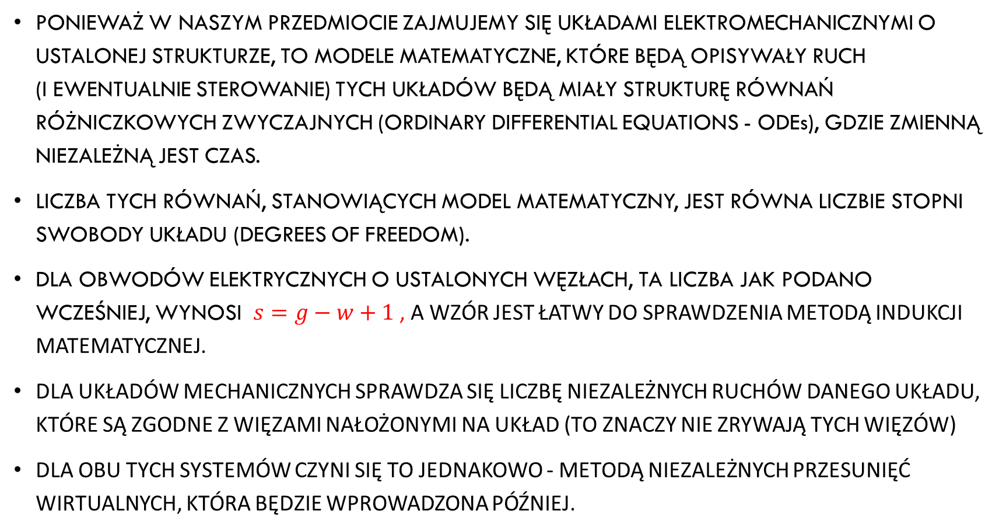 • PONIEWAŻ W NASZYM PRZEDMIOCIE ZAJMUJEMY SIĘ UKŁADAMI ELEKTROMECHANICZNYMI O
USTALONEJ STRUKTURZE, TO MODELE MATEMATYCZNE, KTÓRE BĘDĄ OPISYWAŁY RUCH
(I EWENTUALNIE STEROWANIE) TYCH UKŁADÓW BĘDĄ MIAŁY STRUKTURĘ RÓWNAŃ
RÓŻNICZKOWYCH ZWYCZAJNYCH (ORDINARY DIFFERENTIAL EQUATIONS - ODEs), GDZIE ZMIENNĄ
NIEZALEŻNĄ JEST CZAS.
• LICZBA TYCH RÓWNAŃ, STANOWIĄCYCH MODEL MATEMATYCZNY, JEST RÓWNA LICZBIE STOPNI
SWOBODY UKŁADU (DEGREES OF FREEDOM).
• DLA OBWODÓW ELEKTRYCZNYCH O USTALONYCH WĘZŁACH, TA LICZBA JAK PODANO
WCZEŚNIEJ, WYNOSI s = g − w + 1 , A WZÓR JEST ŁATWY DO SPRAWDZENIA METODĄ INDUKCJI
MATEMATYCZNEJ.
• DLA UKŁADÓW MECHANICZNYCH SPRAWDZA SIĘ LICZBĘ NIEZALEŻNYCH RUCHÓW DANEGO UKŁADU,
KTÓRE SĄ ZGODNE Z WIĘZAMI NAŁOŻONYMI NA UKŁAD (TO ZNACZY NIE ZRYWAJĄ TYCH WIĘZÓW)
• DLA OBU TYCH SYSTEMÓW CZYNI SIĘ TO JEDNAKOWO - METODĄ NIEZALEŻNYCH PRZESUNIĘĆ
WIRTUALNYCH, KTÓRA BĘDZIE WPROWADZONA PÓŹNIEJ.